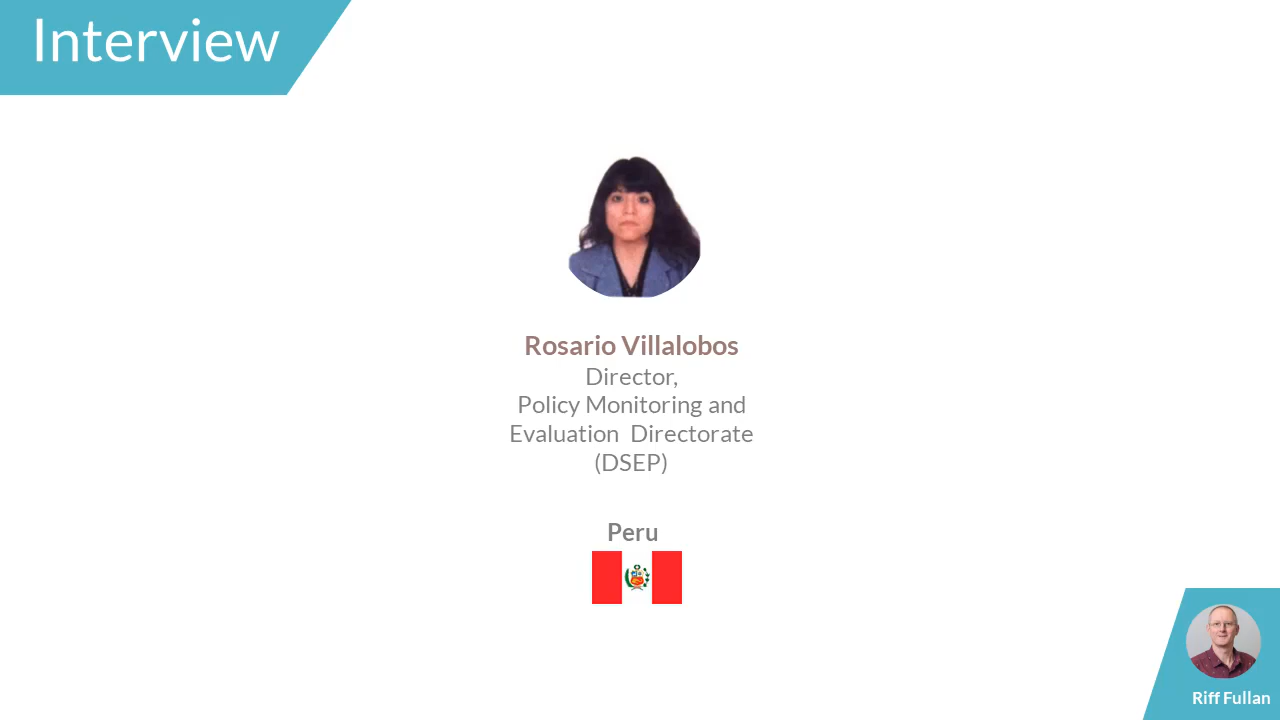 Interview
Rosario Villalobos
Director,
Policy Monitoring and
Evaluation  Directorate
(DSEP)
Peru
Riff Fullan